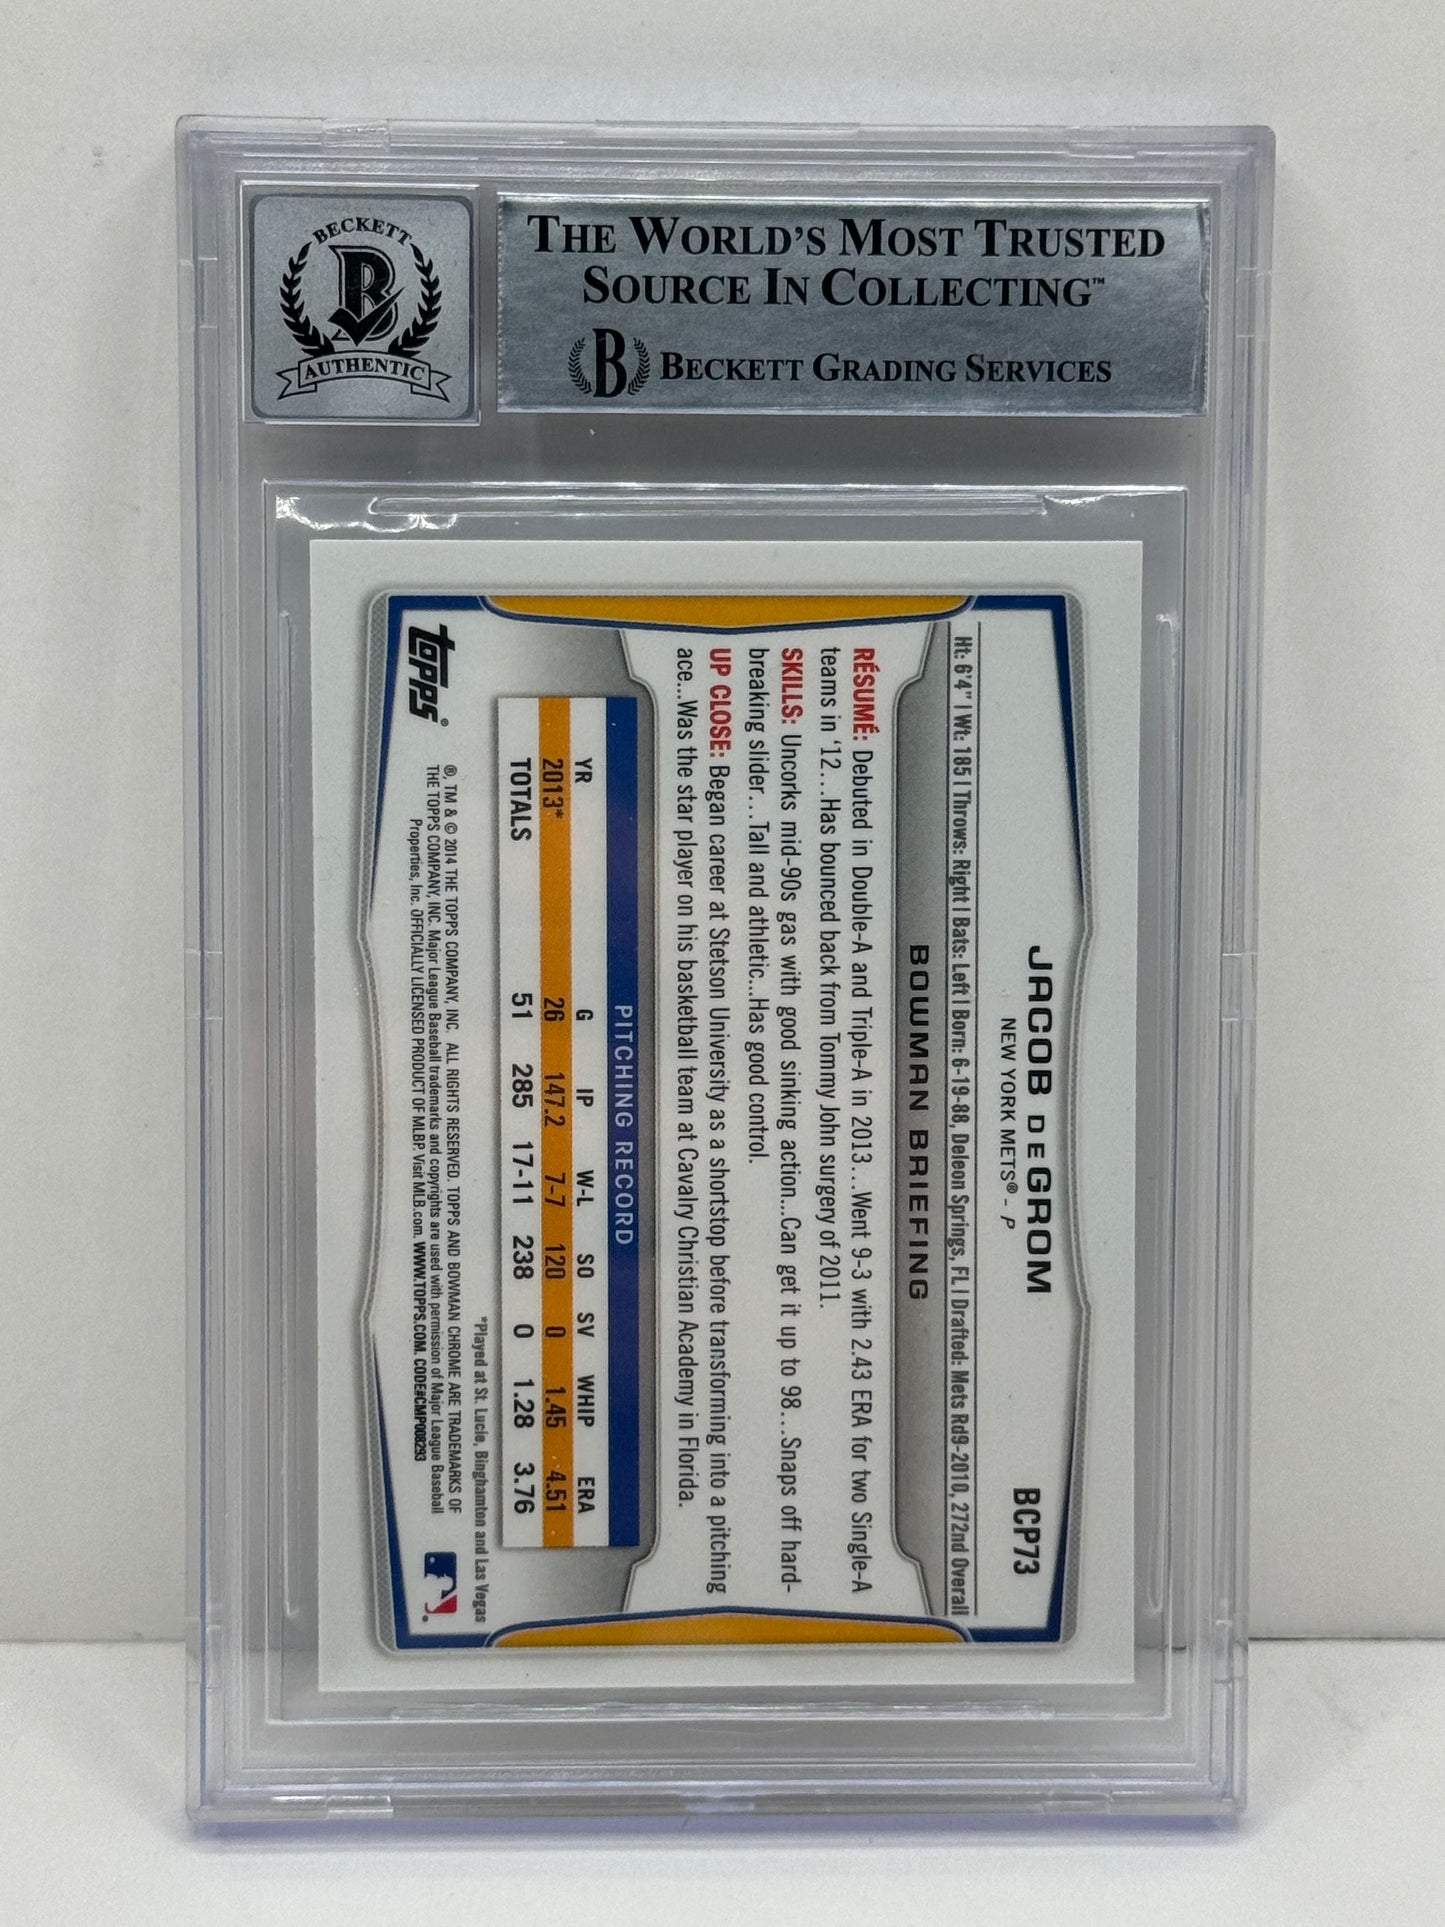 BECKETT
B
AUTHENTIC
THE WORLD'S MOST TRUSTED
SOURCE IN COLLECTING™
B BECKETT GRADING SERVICES
JACOB DEGROM
BCP73
NEW YORK METS® - P
Ht: 6'4" | Wt: 185 | Throws: Right | Bats: Left | Born: 6-19-88, Deleon Springs, FL | Drafted: Mets Rd9-2010, 272nd Overall
BOWMAN BRIEFING
RÉSUMÉ: Debuted in Double-A and Triple-A in 2013...Went 9-3 with 2.43 ERA for two Single-A
teams in '12...Has bounced back from Tommy John surgery of 2011.
SKILLS: Uncorks mid-90s gas with good sinking action...Can get it up to 98...Snaps off hard-
breaking slider...Tall and athletic...Has good control.
UP CLOSE: Began career at Stetson University as a shortstop before transforming into a pitching
ace...Was the star player on his basketball team at Cavalry Christian Academy in Florida.
PITCHING RECORD
YR G IP W-L SO SV WHIP ERA
2013* 26 147.2 7-7 120 0 1.45 4.51
TOTALS 51 285 17-11 238 0 1.28 3.76
*Played at St. Lucie, Binghamton and Las Vegas
topps®
®, TM & © 2014 THE TOPPS COMPANY, INC. ALL RIGHTS RESERVED. TOPPS AND BOWMAN CHROME ARE TRADEMARKS OF
THE TOPPS COMPANY, INC. Major League Baseball trademarks and copyrights are used with permission of Major League Baseball
Properties, Inc. OFFICIALLY LICENSED PRODUCT OF MLBP. Visit MLB.com. WWW.TOPPS.COM. CODE#CMP008293